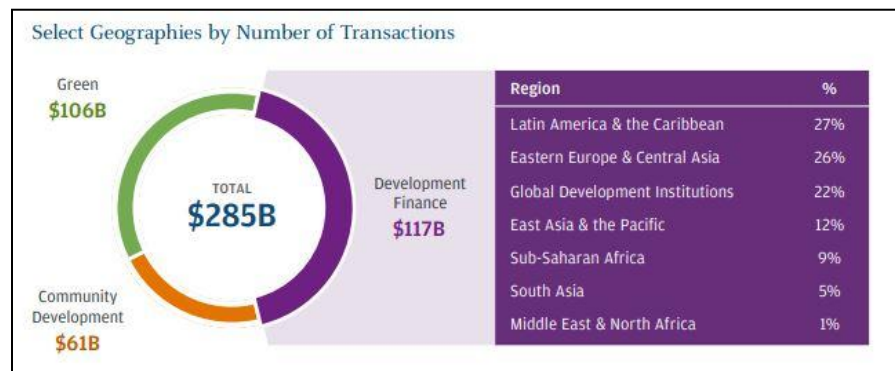 Select Geographies by Number of Transactions
Green
$106B
TOTAL
$285B
Community
Development
$61B
Development
Finance
$117B
Region %
Latin America & the Caribbean 27%
Eastern Europe & Central Asia 26%
Global Development Institutions 22%
East Asia & the Pacific 12%
Sub-Saharan Africa 9%
South Asia 5%
Middle East & North Africa 1%